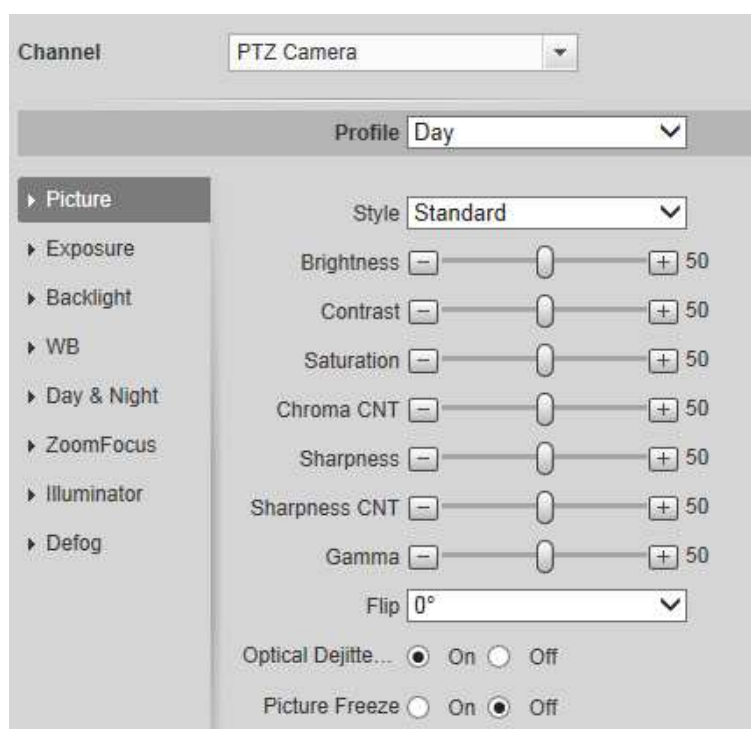 Channel PTZ Camera
Profile Day
Picture
Exposure
Backlight
WB
Day & Night
ZoomFocus
Illuminator
Defog
Style Standard
Brightness 50
Contrast 50
Saturation 50
Chroma CNT 50
Sharpness 50
Sharpness CNT 50
Gamma 50
Flip 0°
Optical Dejitte... On Off
Picture Freeze On Off